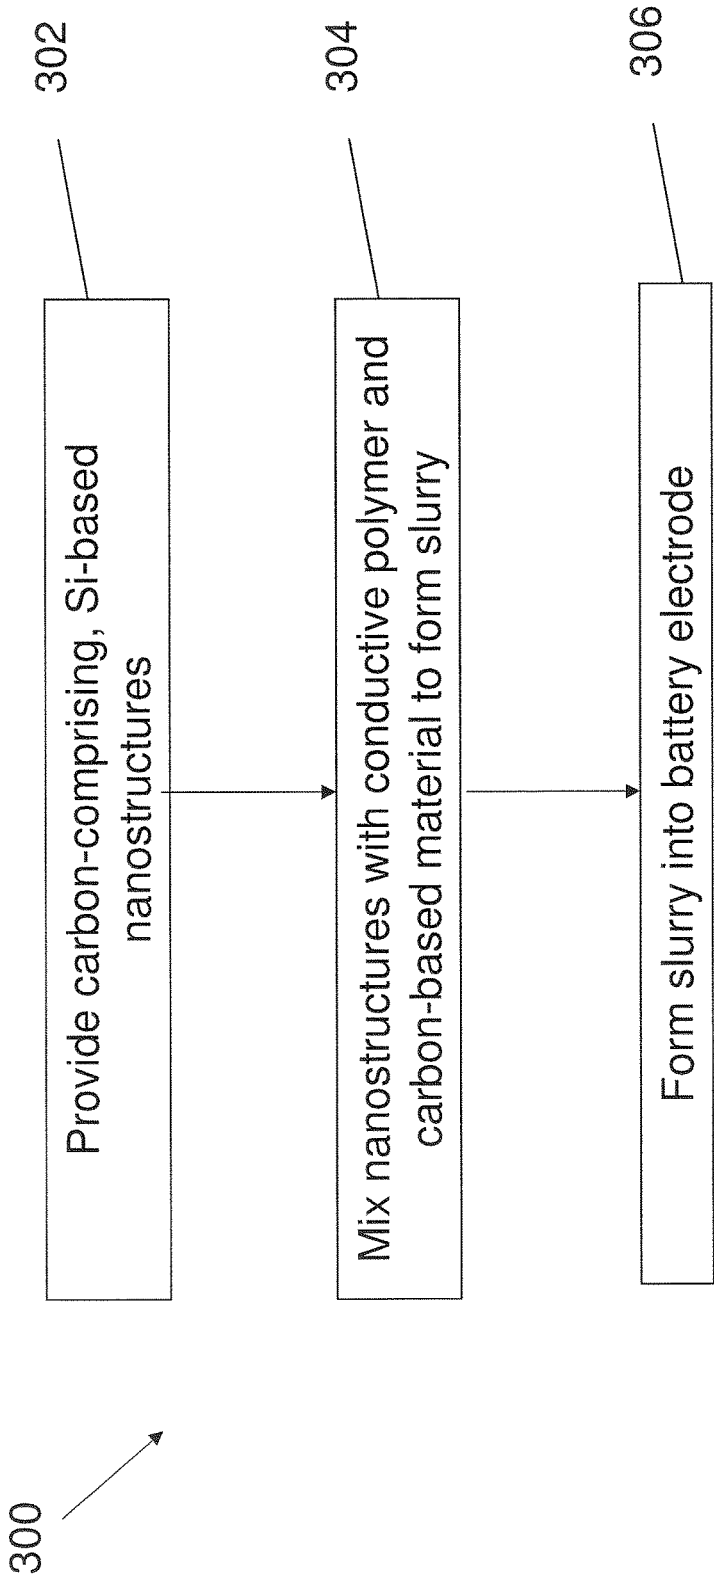 300
302
Provide carbon-comprising, Si-based
nanostructures
304
Mix nanostructures with conductive polymer and
carbon-based material to form slurry
306
Form slurry into battery electrode